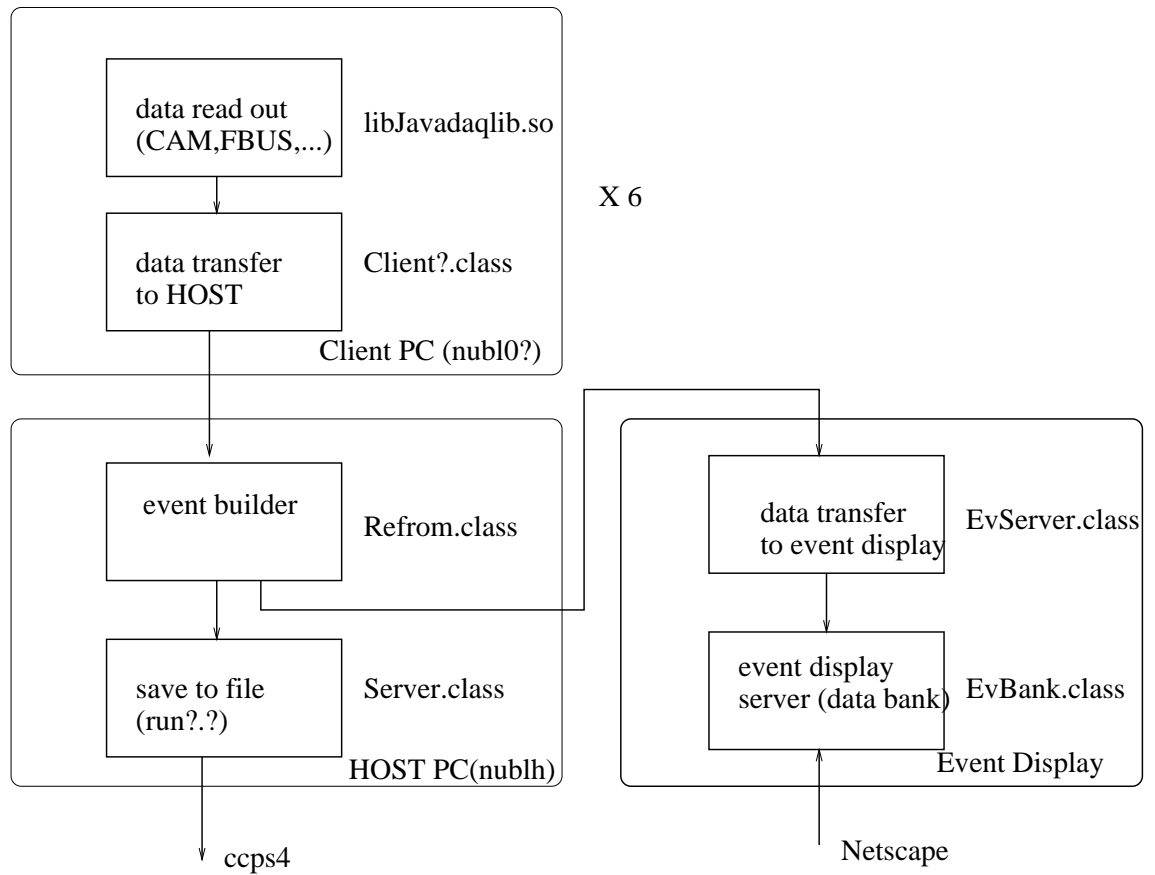 data read out
(CAM,FBUS,...)
libJavadaqlib.so
X 6
data transfer
to HOST
Client?.class
Client PC (nubl0?)
event builder
Refrom.class
save to file
(run?.?)
Server.class
HOST PC(nublh)
ccps4
data transfer
to event display
EvServer.class
event display
server (data bank)
EvBank.class
Event Display
Netscape